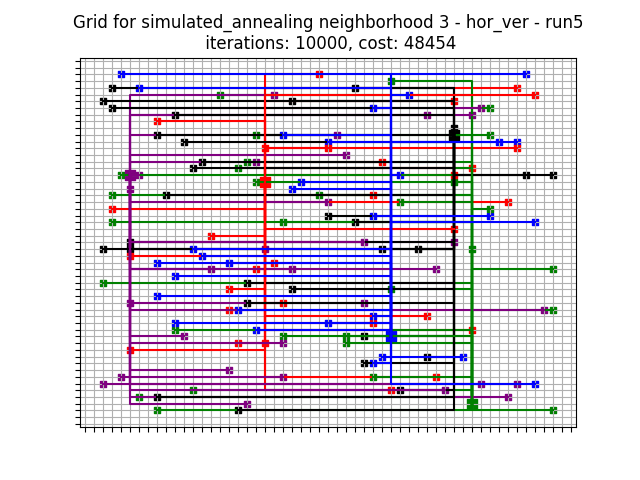 Grid for simulated_annealing neighborhood 3 - hor_ver - run5
iterations: 10000, cost: 48454